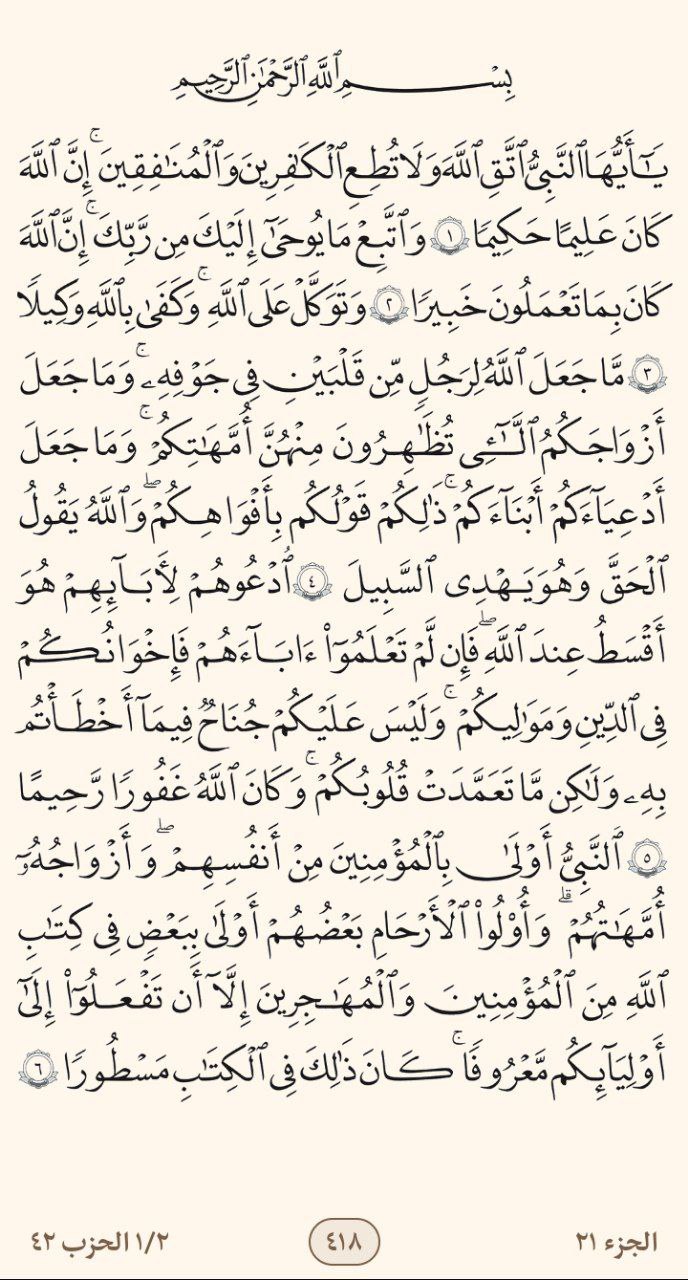 بِسْمِ ٱللَّهِ ٱلرَّحْمَٰنِ ٱلرَّحِيمِ
يَٰٓأَيُّهَا ٱلنَّبِىُّ ٱتَّقِ ٱللَّهَ وَلَا تُطِعِ ٱلْكَٰفِرِينَ وَٱلْمُنَٰفِقِينَ ۚ إِنَّ ٱللَّهَ
كَانَ عَلِيمًا حَكِيمًا ١ وَٱتَّبِعْ مَا يُوحَىٰٓ إِلَيْكَ مِن رَّبِّكَ ۚ إِنَّ ٱللَّهَ
كَانَ بِمَا تَعْمَلُونَ خَبِيرًا ٢ وَتَوَكَّلْ عَلَى ٱللَّهِ ۚ وَكَفَىٰ بِٱللَّهِ وَكِيلًا
٣ مَّا جَعَلَ ٱللَّهُ لِرَجُلٍ مِّن قَلْبَيْنِ فِى جَوْفِهِۦ ۚ وَمَا جَعَلَ
أَزْوَٰجَكُمُ ٱلَّٰٓـِٔى تُظَٰهِرُونَ مِنْهُنَّ أُمَّهَٰتِكُمْ ۚ وَمَا جَعَلَ
أَدْعِيَآءَكُمْ أَبْنَآءَكُمْ ۚ ذَٰلِكُمْ قَوْلُكُم بِأَفْوَٰهِكُمْ ۖ وَٱللَّهُ يَقُولُ
ٱلْحَقَّ وَهُوَ يَهْدِى ٱلسَّبِيلَ ٤ ٱدْعُوهُمْ لِـَٔابَآئِهِمْ هُوَ
أَقْسَطُ عِندَ ٱللَّهِ ۖ فَإِن لَّمْ تَعْلَمُوٓا۟ ءَابَآءَهُمْ فَإِخْوَٰنُكُمْ
فِى ٱلدِّينِ وَمَوَٰلِيكُمْ ۚ وَلَيْسَ عَلَيْكُمْ جُنَاحٌ فِيمَآ أَخْطَأْتُم
بِهِۦ وَلَٰكِن مَّا تَعَمَّدَتْ قُلُوبُكُمْ ۚ وَكَانَ ٱللَّهُ غَفُورًا رَّحِيمًا
٥ ٱلنَّبِىُّ أَوْلَىٰ بِٱلْمُؤْمِنِينَ مِنْ أَنفُسِهِمْ ۖ وَأَزْوَٰجُهُۥٓ
أُمَّهَٰتُهُمْ ۗ وَأُو۟لُوا۟ ٱلْأَرْحَامِ بَعْضُهُمْ أَوْلَىٰ بِبَعْضٍ فِى كِتَٰبِ
ٱللَّهِ مِنَ ٱلْمُؤْمِنِينَ وَٱلْمُهَٰجِرِينَ إِلَّآ أَن تَفْعَلُوٓا۟ إِلَىٰٓ
أَوْلِيَآئِكُم مَّعْرُوفًا ۚ كَانَ ذَٰلِكَ فِى ٱلْكِتَٰبِ مَسْطُورًا ٦
الجزء ٢١ ٤١٨ ١/٢ الحزب ٤٢